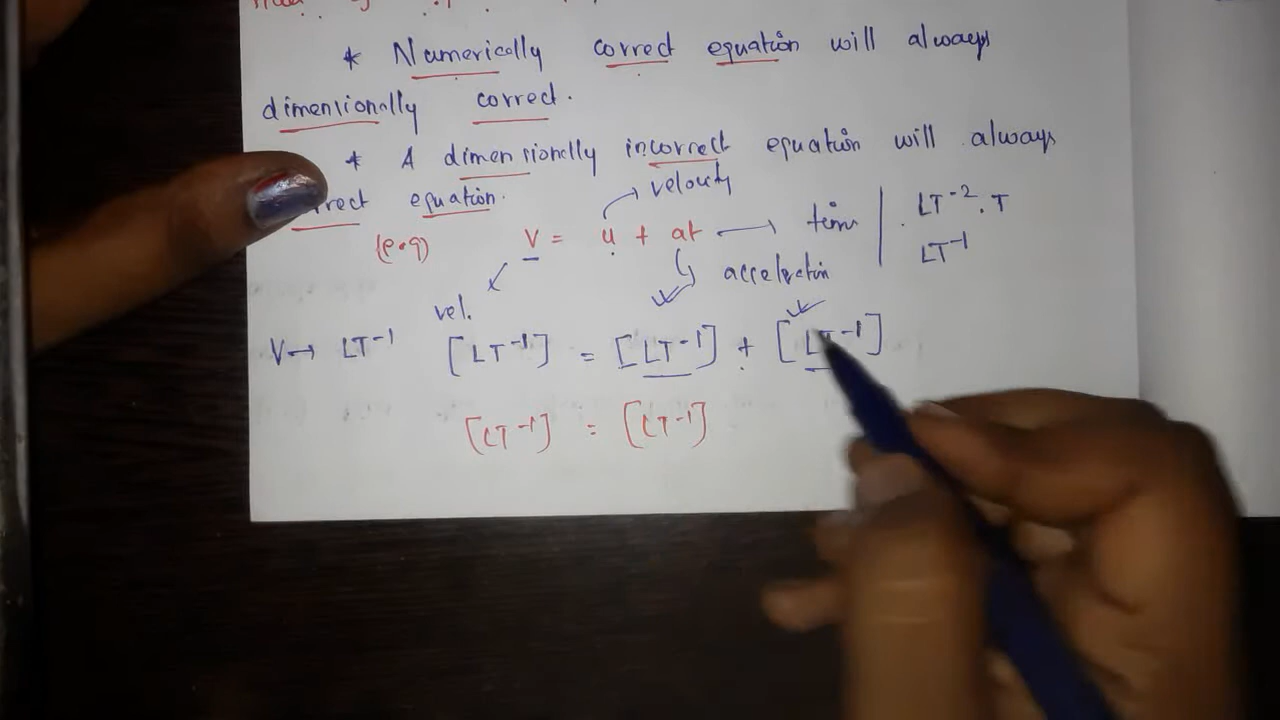 * Numerically correct equation will always
dimensionally correct.
* A dimensionally incorrect equation will always
rrect equation.
→ velocity
(e.g) V = u + at → time | . LT⁻² . T
LT⁻¹
acceleration
vel.
V → LT⁻¹ [LT⁻¹] = [LT⁻¹] + [LT⁻¹]
[LT⁻¹] = [LT⁻¹]